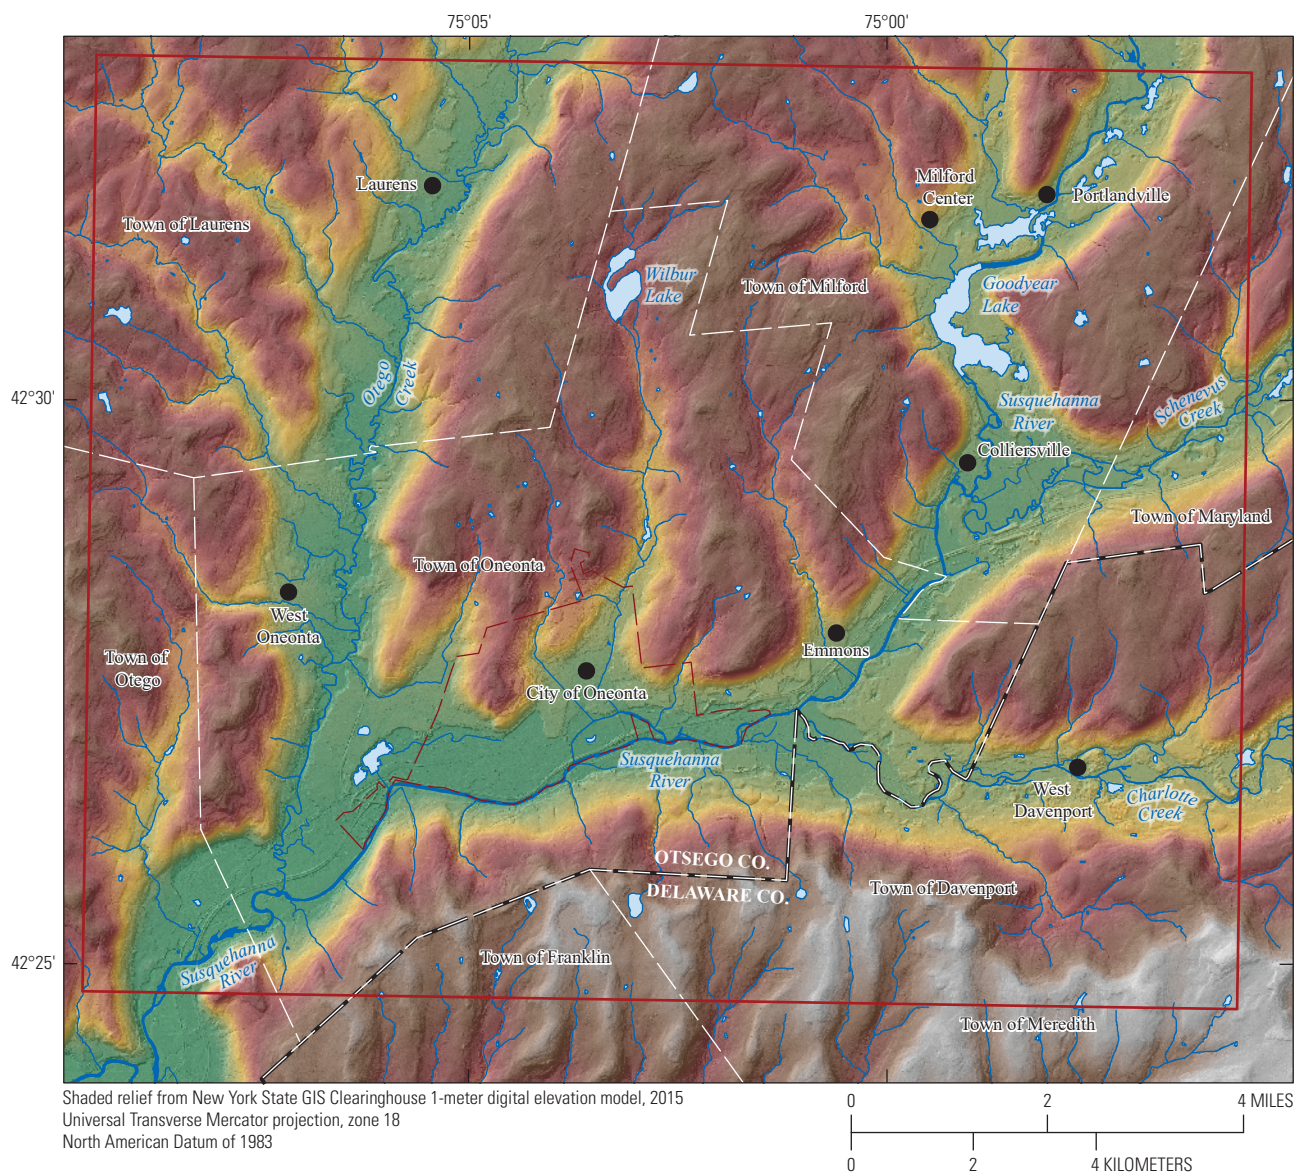 75°05'
75°00'
Laurens
Milford
Center
Portlandville
Town of Laurens
Wilbur
Lake
Town of Milford
Goodyear
Lake
42°30'
Otego
Creek
Susquehanna
River
Schenevus
Creek
Colliersville
Town of Maryland
Town of Oneonta
West
Oneonta
Town of
Otego
Emmons
City of Oneonta
Susquehanna
River
West
Davenport
Charlotte
Creek
OTSEGO CO.
DELAWARE CO.
Town of Davenport
Susquehanna
River
42°25'
Town of Franklin
Town of Meredith
Shaded relief from New York State GIS Clearinghouse 1-meter digital elevation model, 2015
Universal Transverse Mercator projection, zone 18
North American Datum of 1983
0 2 4 MILES
0 2 4 KILOMETERS